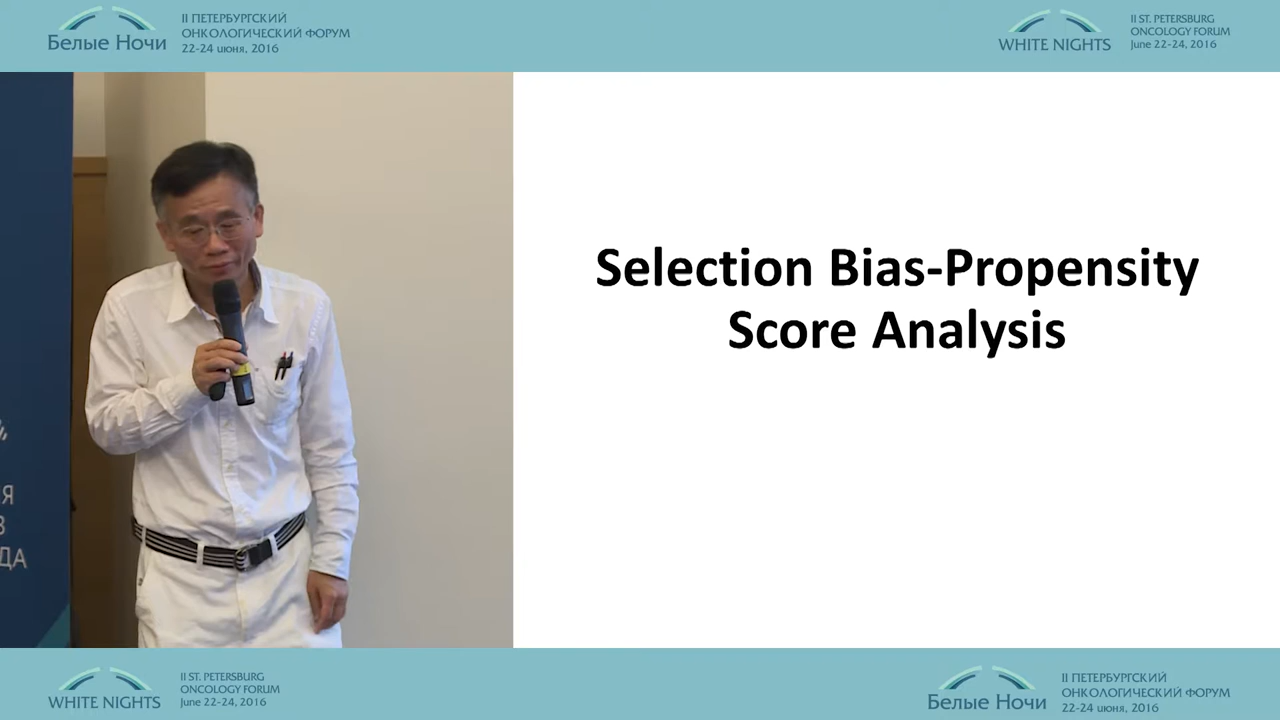 Белые Ночи
II ПЕТЕРБУРГСКИЙ
ОНКОЛОГИЧЕСКИЙ ФОРУМ
22-24 июня, 2016
WHITE NIGHTS
II ST. PETERSBURG
ONCOLOGY FORUM
June 22-24, 2016
Selection Bias-Propensity
Score Analysis
Я
В
ДА
WHITE NIGHTS
II ST. PETERSBURG
ONCOLOGY FORUM
June 22-24, 2016
Белые Ночи
II ПЕТЕРБУРГСКИЙ
ОНКОЛОГИЧЕСКИЙ ФОРУМ
22-24 июня, 2016